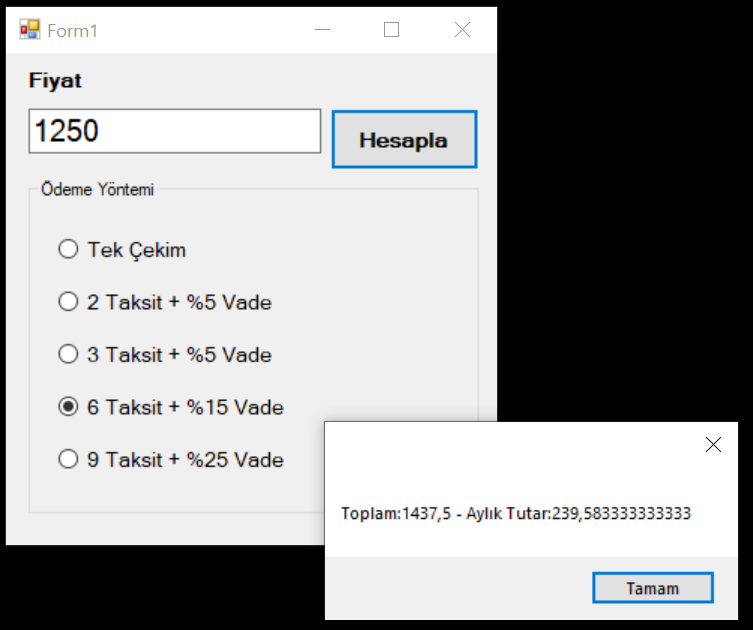 Form1
Fiyat
1250
Hesapla
Ödeme Yöntemi
Tek Çekim
2 Taksit + %5 Vade
3 Taksit + %5 Vade
6 Taksit + %15 Vade
9 Taksit + %25 Vade
Toplam:1437,5 - Aylık Tutar:239,583333333333
Tamam